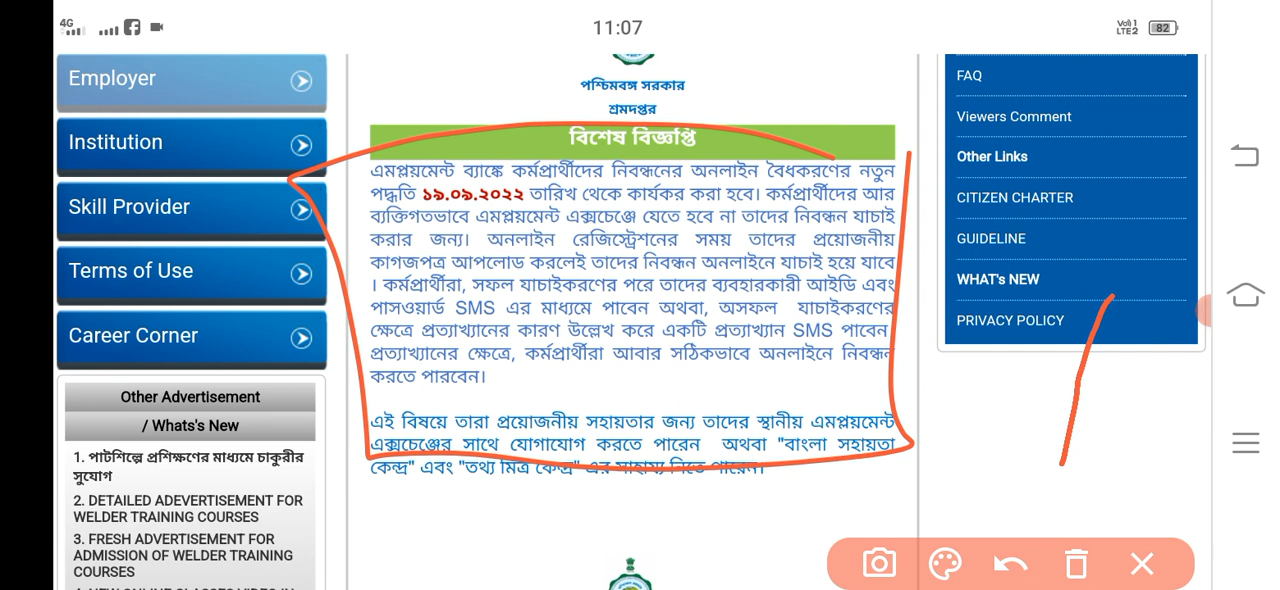 4G
11:07
Vo) 1
LTE 2
82
Employer
Institution
Skill Provider
Terms of Use
Career Corner
Other Advertisement
/ Whats's New
1. পাটশিল্পে প্রশিক্ষণের মাধ্যমে চাকুরীর
সুযোগ
2. DETAILED ADEVERTISEMENT FOR
WELDER TRAINING COURSES
3. FRESH ADVERTISEMENT FOR
ADMISSION OF WELDER TRAINING
COURSES
পশ্চিমবঙ্গ সরকার
শ্রমদপ্তর
বিশেষ বিজ্ঞপ্তি
এমপ্লয়মেন্ট ব্যাঙ্কে কর্মপ্রার্থীদের নিবন্ধনের অনলাইন বৈধকরণের নতুন
পদ্ধতি ১৯.০৯.২০২২ তারিখ থেকে কার্যকর করা হবে। কর্মপ্রার্থীদের আর
ব্যক্তিগতভাবে এমপ্লয়মেন্ট এক্সচেঞ্জে যেতে হবে না তাদের নিবন্ধন যাচাই
করার জন্য। অনলাইন রেজিস্ট্রেশনের সময় তাদের প্রয়োজনীয়
কাগজপত্র আপলোড করলেই তাদের নিবন্ধন অনলাইনে যাচাই হয়ে যাবে
। কর্মপ্রার্থীরা, সফল যাচাইকরণের পরে তাদের ব্যবহারকারী আইডি এবং
পাসওয়ার্ড SMS এর মাধ্যমে পাবেন অথবা, অসফল যাচাইকরণের
ক্ষেত্রে প্রত্যাখ্যানের কারণ উল্লেখ করে একটি প্রত্যাখ্যান SMS পাবেন
প্রত্যাখ্যানের ক্ষেত্রে, কর্মপ্রার্থীরা আবার সঠিকভাবে অনলাইনে নিবন্ধন
করতে পারবেন।
এই বিষয়ে তারা প্রয়োজনীয় সহায়তার জন্য তাদের স্থানীয় এমপ্লয়মেন্ট
এক্সচেঞ্জের সাথে যোগাযোগ করতে পারেন অথবা "বাংলা সহায়তা
কেন্দ্র" এবং "তথ্য মিত্র কেন্দ্র" এর সাহায্য নিতে পারেন।
FAQ
Viewers Comment
Other Links
CITIZEN CHARTER
GUIDELINE
WHAT's NEW
PRIVACY POLICY